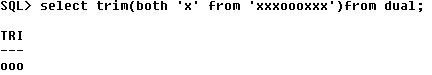 SQL> select trim(both 'x' from 'xxxoooxxx')from dual;
TRI
---
ooo